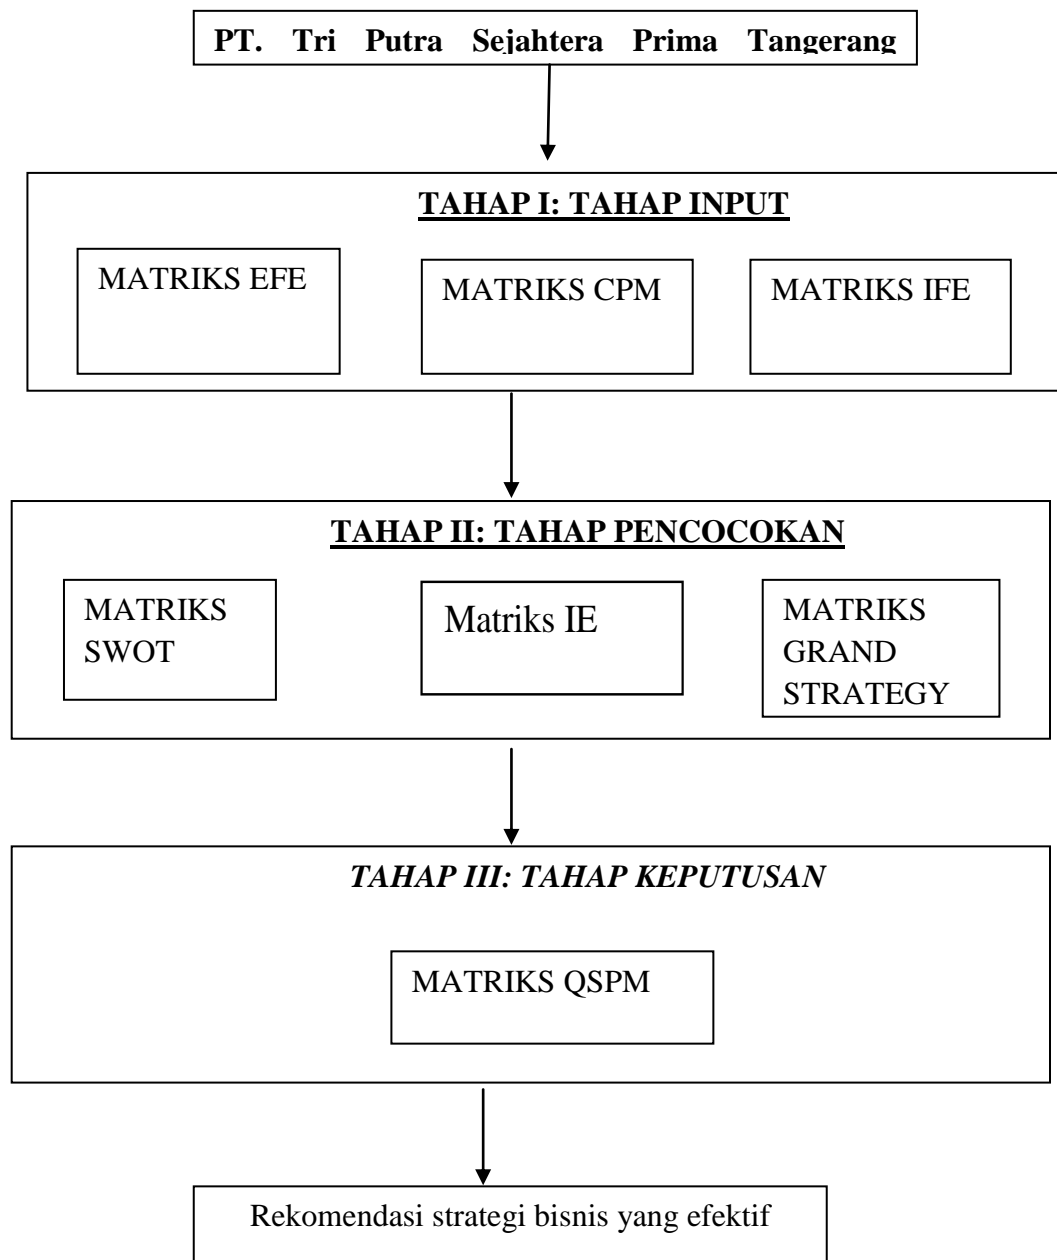 PT. Tri Putra Sejahtera Prima Tangerang
TAHAP I: TAHAP INPUT
MATRIKS EFE
MATRIKS CPM
MATRIKS IFE
TAHAP II: TAHAP PENCOCOKAN
MATRIKS
SWOT
Matriks IE
MATRIKS
GRAND
STRATEGY
TAHAP III: TAHAP KEPUTUSAN
MATRIKS QSPM
Rekomendasi strategi bisnis yang efektif